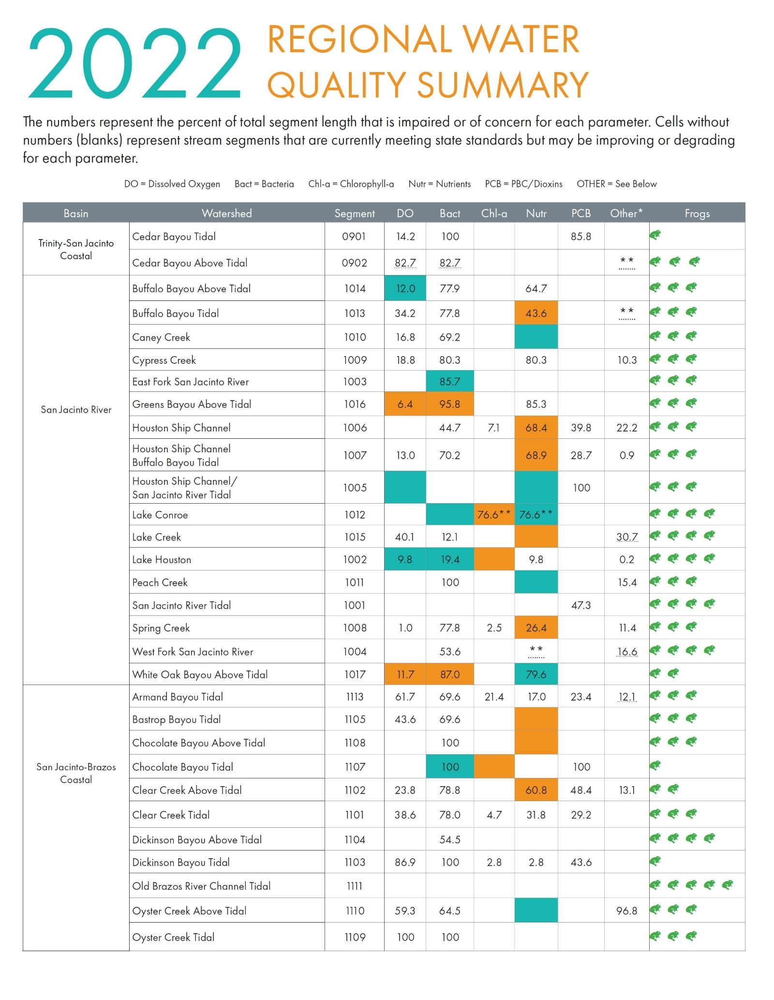 2022
REGIONAL WATER
QUALITY SUMMARY
The numbers represent the percent of total segment length that is impaired or of concern for each parameter. Cells without
numbers (blanks) represent stream segments that are currently meeting state standards but may be improving or degrading
for each parameter.
DO = Dissolved Oxygen Bact = Bacteria Chl-a = Chlorophyll-a Nutr = Nutrients PCB = PBC/Dioxins OTHER = See Below
Basin Watershed Segment DO Bact Chl-a Nutr PCB Other* Frogs
Trinity-San Jacinto
Coastal
Cedar Bayou Tidal 0901 14.2 100 85.8
Cedar Bayou Above Tidal 0902 82.7 82.7 **
San Jacinto River
Buffalo Bayou Above Tidal 1014 12.0 77.9 64.7
Buffalo Bayou Tidal 1013 34.2 77.8 43.6 **
Caney Creek 1010 16.8 69.2
Cypress Creek 1009 18.8 80.3 80.3 10.3
East Fork San Jacinto River 1003 85.7
Greens Bayou Above Tidal 1016 6.4 95.8 85.3
Houston Ship Channel 1006 44.7 7.1 68.4 39.8 22.2
Houston Ship Channel
Buffalo Bayou Tidal 1007 13.0 70.2 68.9 28.7 0.9
Houston Ship Channel/
San Jacinto River Tidal 1005 100
Lake Conroe 1012 76.6** 76.6**
Lake Creek 1015 40.1 12.1 30.7
Lake Houston 1002 9.8 19.4 9.8 0.2
Peach Creek 1011 100 15.4
San Jacinto River Tidal 1001 47.3
Spring Creek 1008 1.0 77.8 2.5 26.4 11.4
West Fork San Jacinto River 1004 53.6 ** 16.6
White Oak Bayou Above Tidal 1017 11.7 87.0 79.6
San Jacinto-Brazos
Coastal
Armand Bayou Tidal 1113 61.7 69.6 21.4 17.0 23.4 12.1
Bastrop Bayou Tidal 1105 43.6 69.6
Chocolate Bayou Above Tidal 1108 100
Chocolate Bayou Tidal 1107 100 100
Clear Creek Above Tidal 1102 23.8 78.8 60.8 48.4 13.1
Clear Creek Tidal 1101 38.6 78.0 4.7 31.8 29.2
Dickinson Bayou Above Tidal 1104 54.5
Dickinson Bayou Tidal 1103 86.9 100 2.8 2.8 43.6
Old Brazos River Channel Tidal 1111
Oyster Creek Above Tidal 1110 59.3 64.5 96.8
Oyster Creek Tidal 1109 100 100